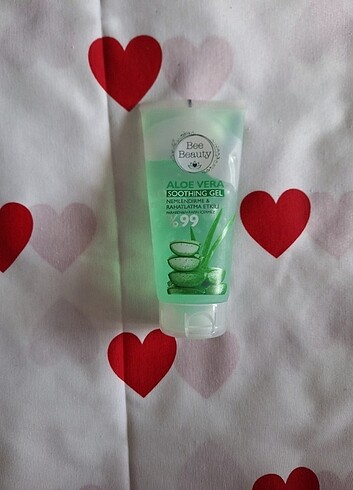 Bee
Beauty
ALOE VERA
SOOTHING GEL
NEMLENDİRME &
RAHATLATMA ETKİLİ
%99